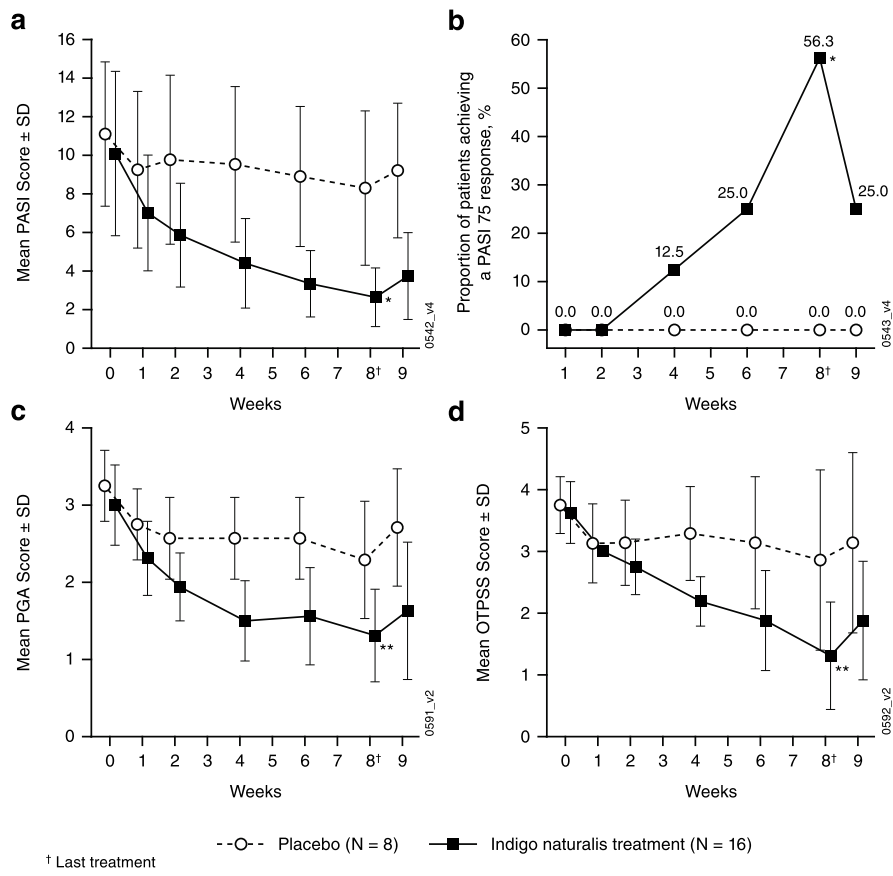 a
Mean PASI Score ± SD
16
14
12
10
8
6
4
2
0
*
0 1 2 3 4 5 6 7 8† 9
Weeks
0542_v4
b
Proportion of patients achieving
a PASI 75 response, %
60
50
40
30
20
10
0
56.3
*
25.0
25.0
12.5
0.0 0.0 0.0 0.0 0.0 0.0
1 2 3 4 5 6 7 8† 9
Weeks
0543_v4
c
Mean PGA Score ± SD
4
3
2
1
0
**
0 1 2 3 4 5 6 7 8† 9
Weeks
0591_v2
d
Mean OTPSS Score ± SD
5
4
3
2
1
0
**
0 1 2 3 4 5 6 7 8† 9
Weeks
0592_v2
Placebo (N = 8)
Indigo naturalis treatment (N = 16)
† Last treatment